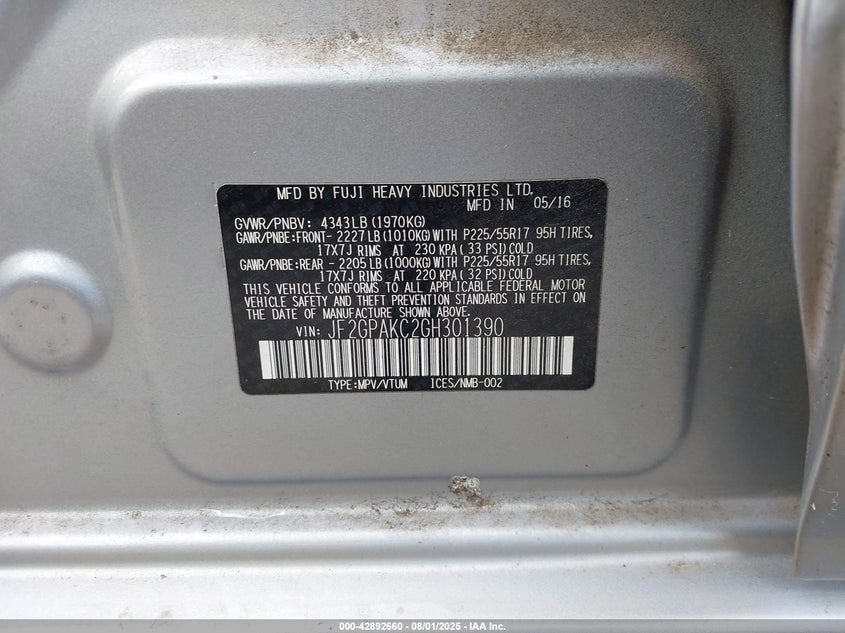 MFD BY FUJI HEAVY INDUSTRIES LTD.
MFD IN 05/16
GVWR/PNBV: 4343LB(1970KG)
GAWR/PNBE:FRONT- 2227LB(1010KG)WITH P225/55R17 95H TIRES,
17X7J RIMS AT 230 KPA( 33 PSI)COLD
GAWR/PNBE:REAR - 2205LB(1000KG)WITH P225/55R17 95H TIRES,
17X7J RIMS AT 220 KPA( 32 PSI)COLD
THIS VEHICLE CONFORMS TO ALL APPLICABLE FEDERAL MOTOR
VEHICLE SAFETY AND THEFT PREVENTION STANDARDS IN EFFECT ON
THE DATE OF MANUFACTURE SHOWN ABOVE.
VIN: JF2GPAKC2GH301390
TYPE:MPV/VTUM ICES/NMB-002
000-42892660 - 08/01/2025 - IAA Inc.